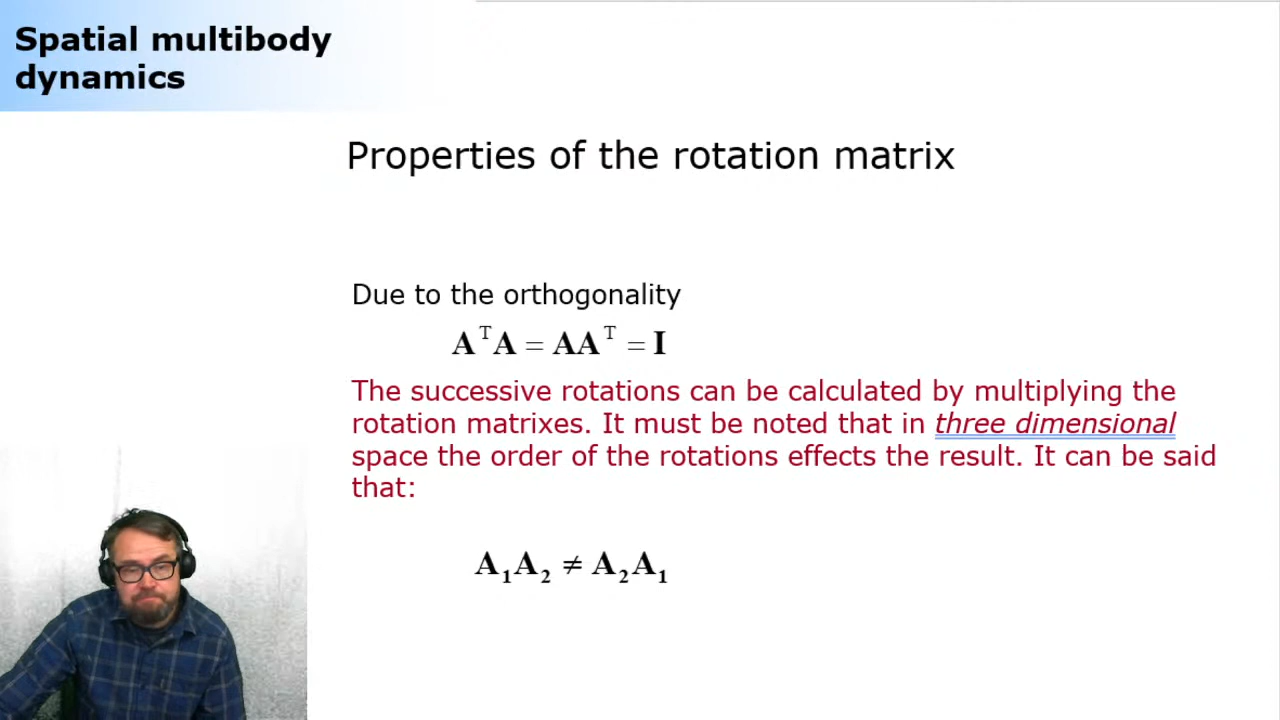 Spatial multibody
dynamics
Properties of the rotation matrix
Due to the orthogonality
AᵀA = AAᵀ = I
The successive rotations can be calculated by multiplying the
rotation matrixes. It must be noted that in three dimensional
space the order of the rotations effects the result. It can be said
that:
A₁A₂ ≠ A₂A₁